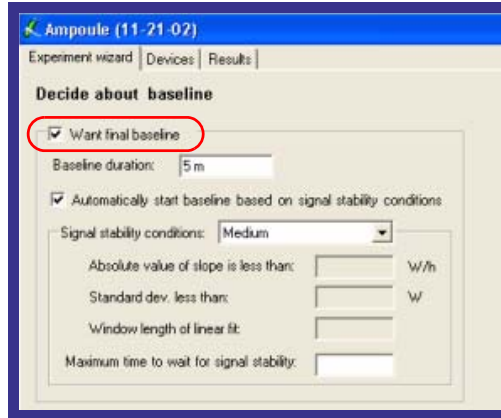 Ampoule (11-21-02)
Experiment wizard Devices Results
Decide about baseline
Want final baseline
Baseline duration: 5 m
Automatically start baseline based on signal stability conditions
Signal stability conditions: Medium
Absolute value of slope is less than: W/h
Standard dev. less than: W
Window length of linear fit:
Maximum time to wait for signal stability: